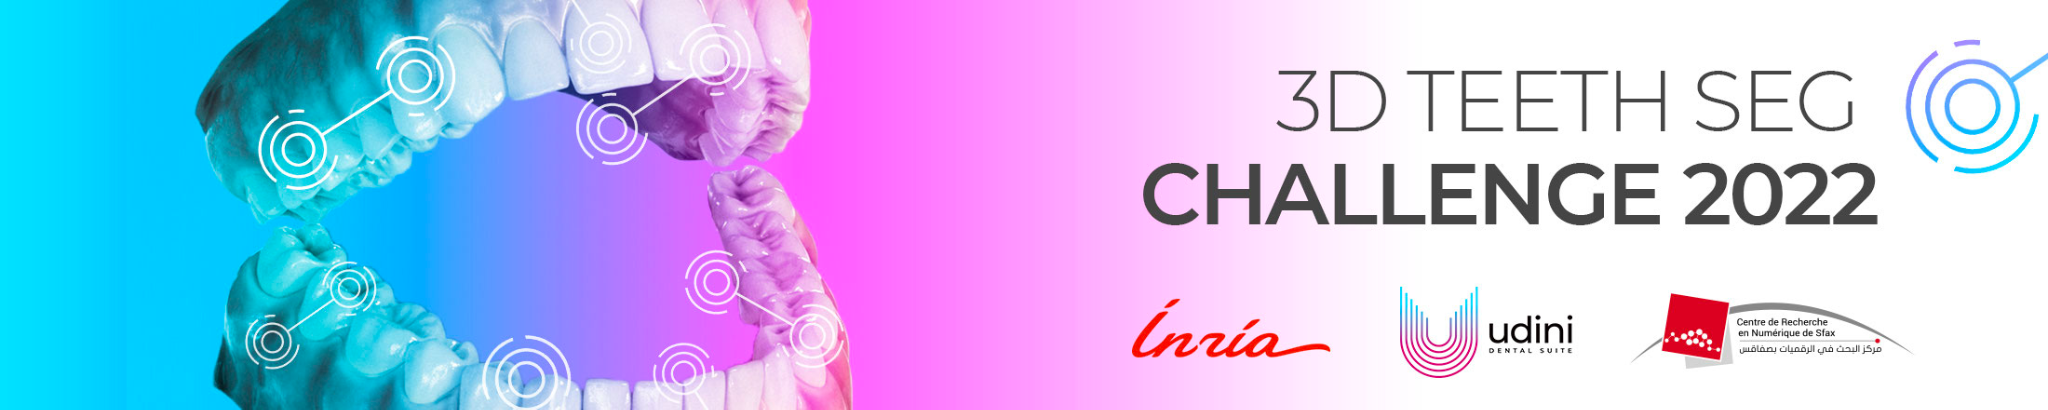 3D TEETH SEG
CHALLENGE 2022
Inria
udini
DENTAL SUITE
Centre de Recherche
en Numérique de Sfax
مركز البحث في الرقميات بصفاقس